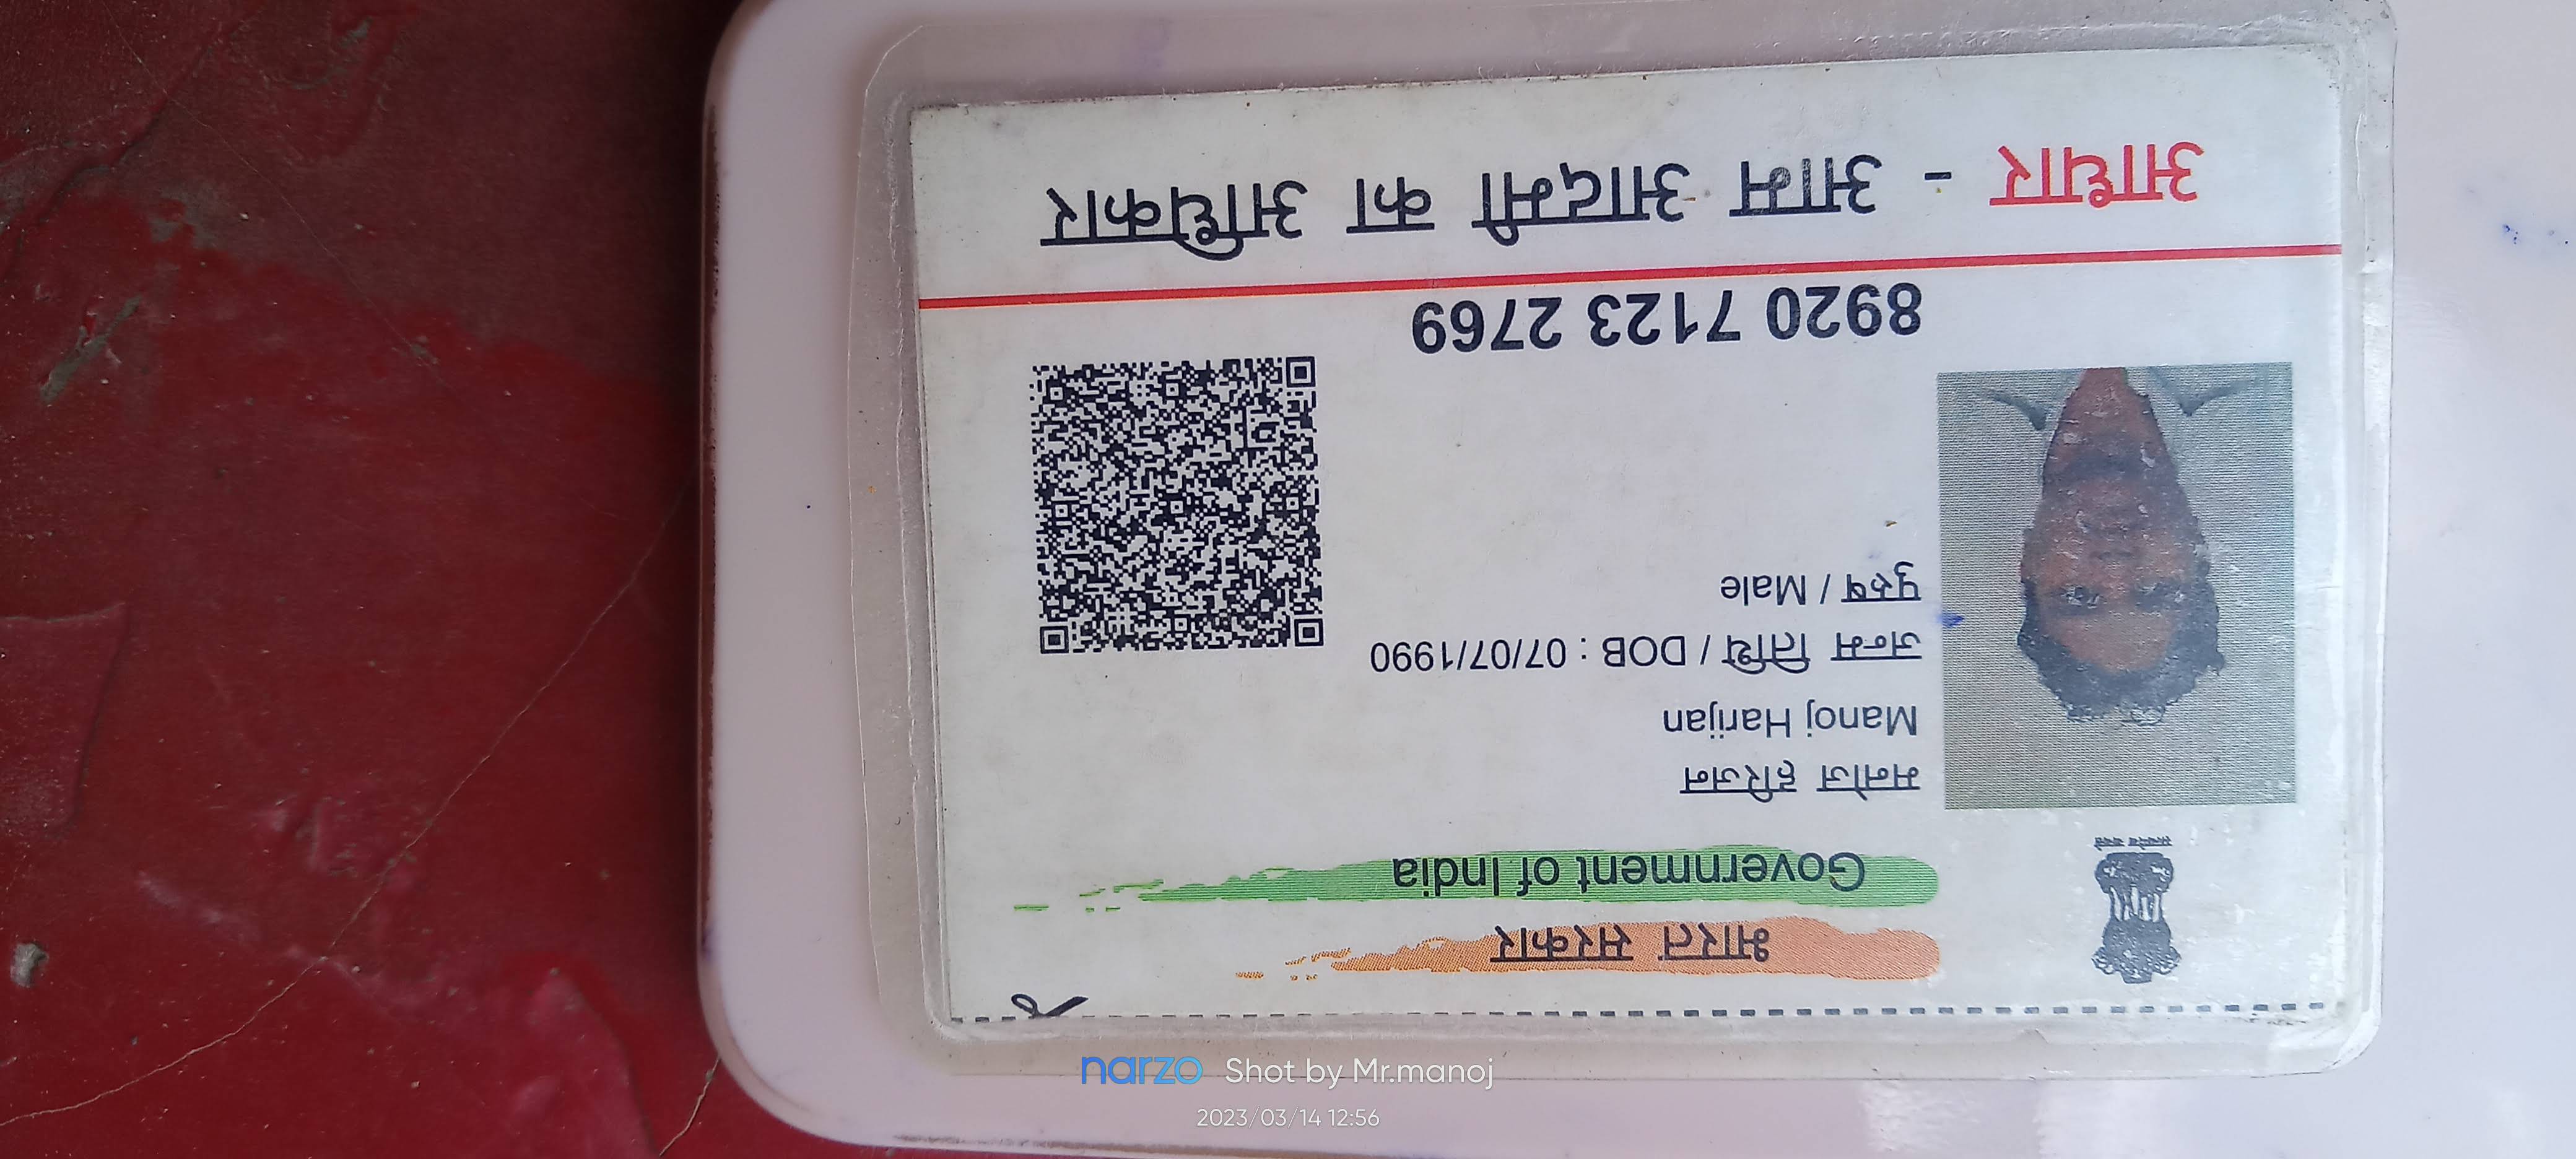 भारत सरकार
Government of India
मनोज हरिजन
Manoj Harijan
जन्म तिथि / DOB : 07/07/1990
पुरुष / Male
8920 7123 2769
आधार - आम आदमी का अधिकार
narzo Shot by Mr.manoj
2023/03/14 12:56